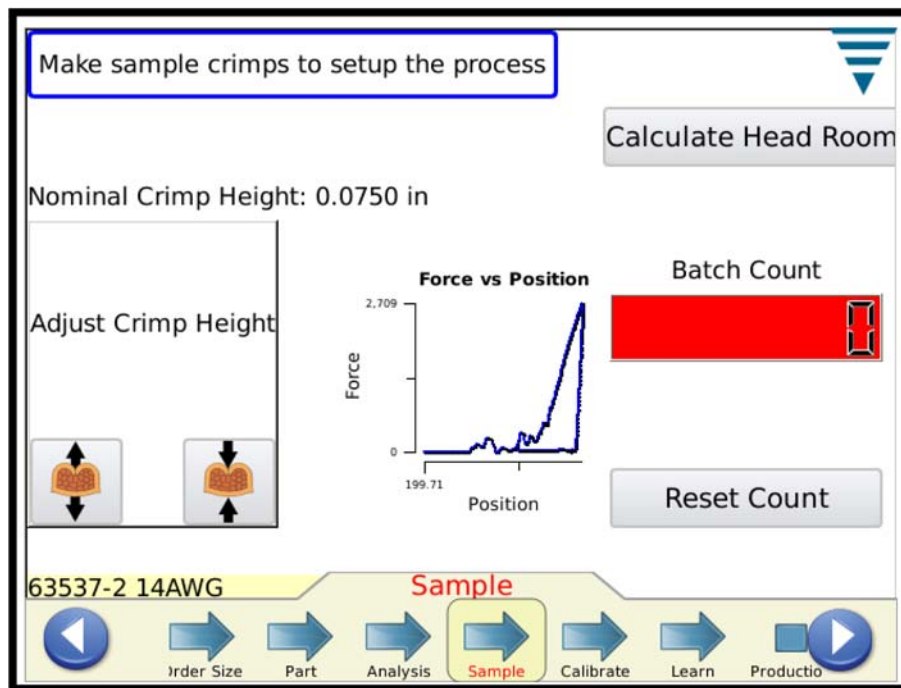 Make sample crimps to setup the process
Calculate Head Room
Nominal Crimp Height: 0.0750 in
Adjust Crimp Height
Force vs Position
2,709
Force
0
199.71
Position
Batch Count
0
Reset Count
63537-2 14AWG
Sample
rder Size
Part
Analysis
Sample
Calibrate
Learn
Productio